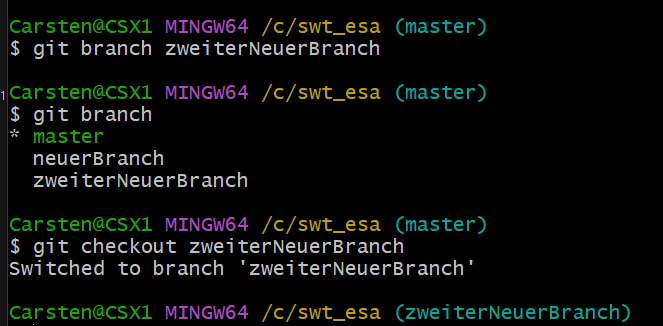 Carsten@CSX1 MINGW64 /c/swt_esa (master)
$ git branch zweiterNeuerBranch
1
Carsten@CSX1 MINGW64 /c/swt_esa (master)
$ git branch
* master
  neuerBranch
  zweiterNeuerBranch
Carsten@CSX1 MINGW64 /c/swt_esa (master)
$ git checkout zweiterNeuerBranch
Switched to branch 'zweiterNeuerBranch'
Carsten@CSX1 MINGW64 /c/swt_esa (zweiterNeuerBranch)